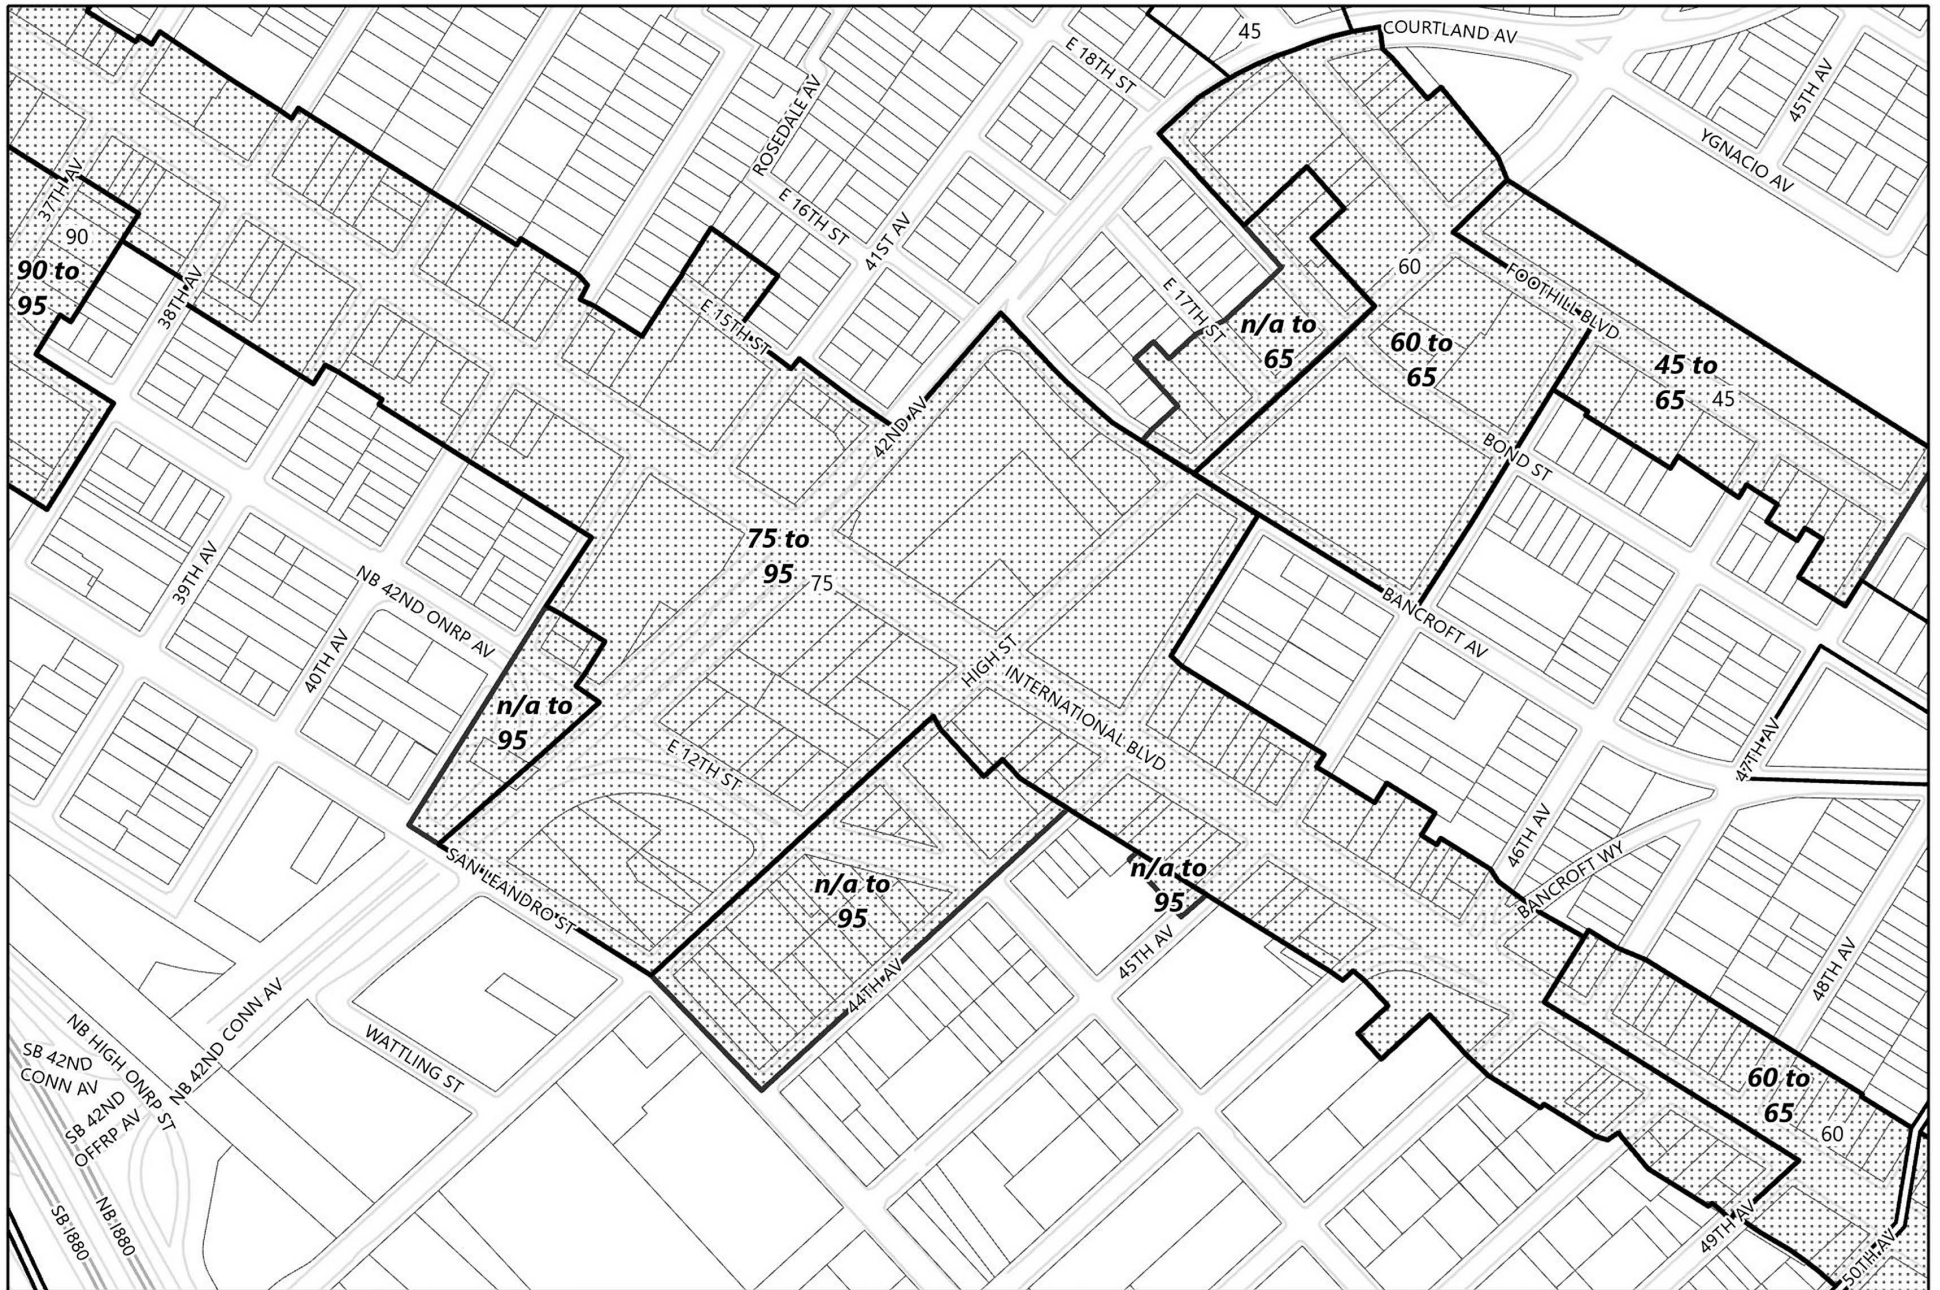 45
COURTLAND AV
E 18TH ST
45TH AV
ROSEDALE AV
YGNACIO AV
37TH AV
E 16TH ST
41ST AV
90
90 to
95
38TH AV
60
FOOTHILL BLVD
E 17TH ST
E 15TH ST
n/a to
65
60 to
65
45 to
65
45
42ND AV
BOND ST
75 to
95
75
39TH AV
NB 42ND ONRP AV
BANCROFT AV
40TH AV
HIGH ST
INTERNATIONAL BLVD
n/a to
95
E 12TH ST
47TH AV
46TH AV
BANCROFT WY
SAN LEANDRO ST
n/a to
95
n/a to
95
45TH AV
44TH AV
48TH AV
NB 42ND CONN AV
WATTLING ST
NB HIGH ONRP ST
SB 42ND
CONN AV
SB 42ND
OFFRP AV
60 to
65
60
NB I880
SB I880
49TH AV
50TH AV